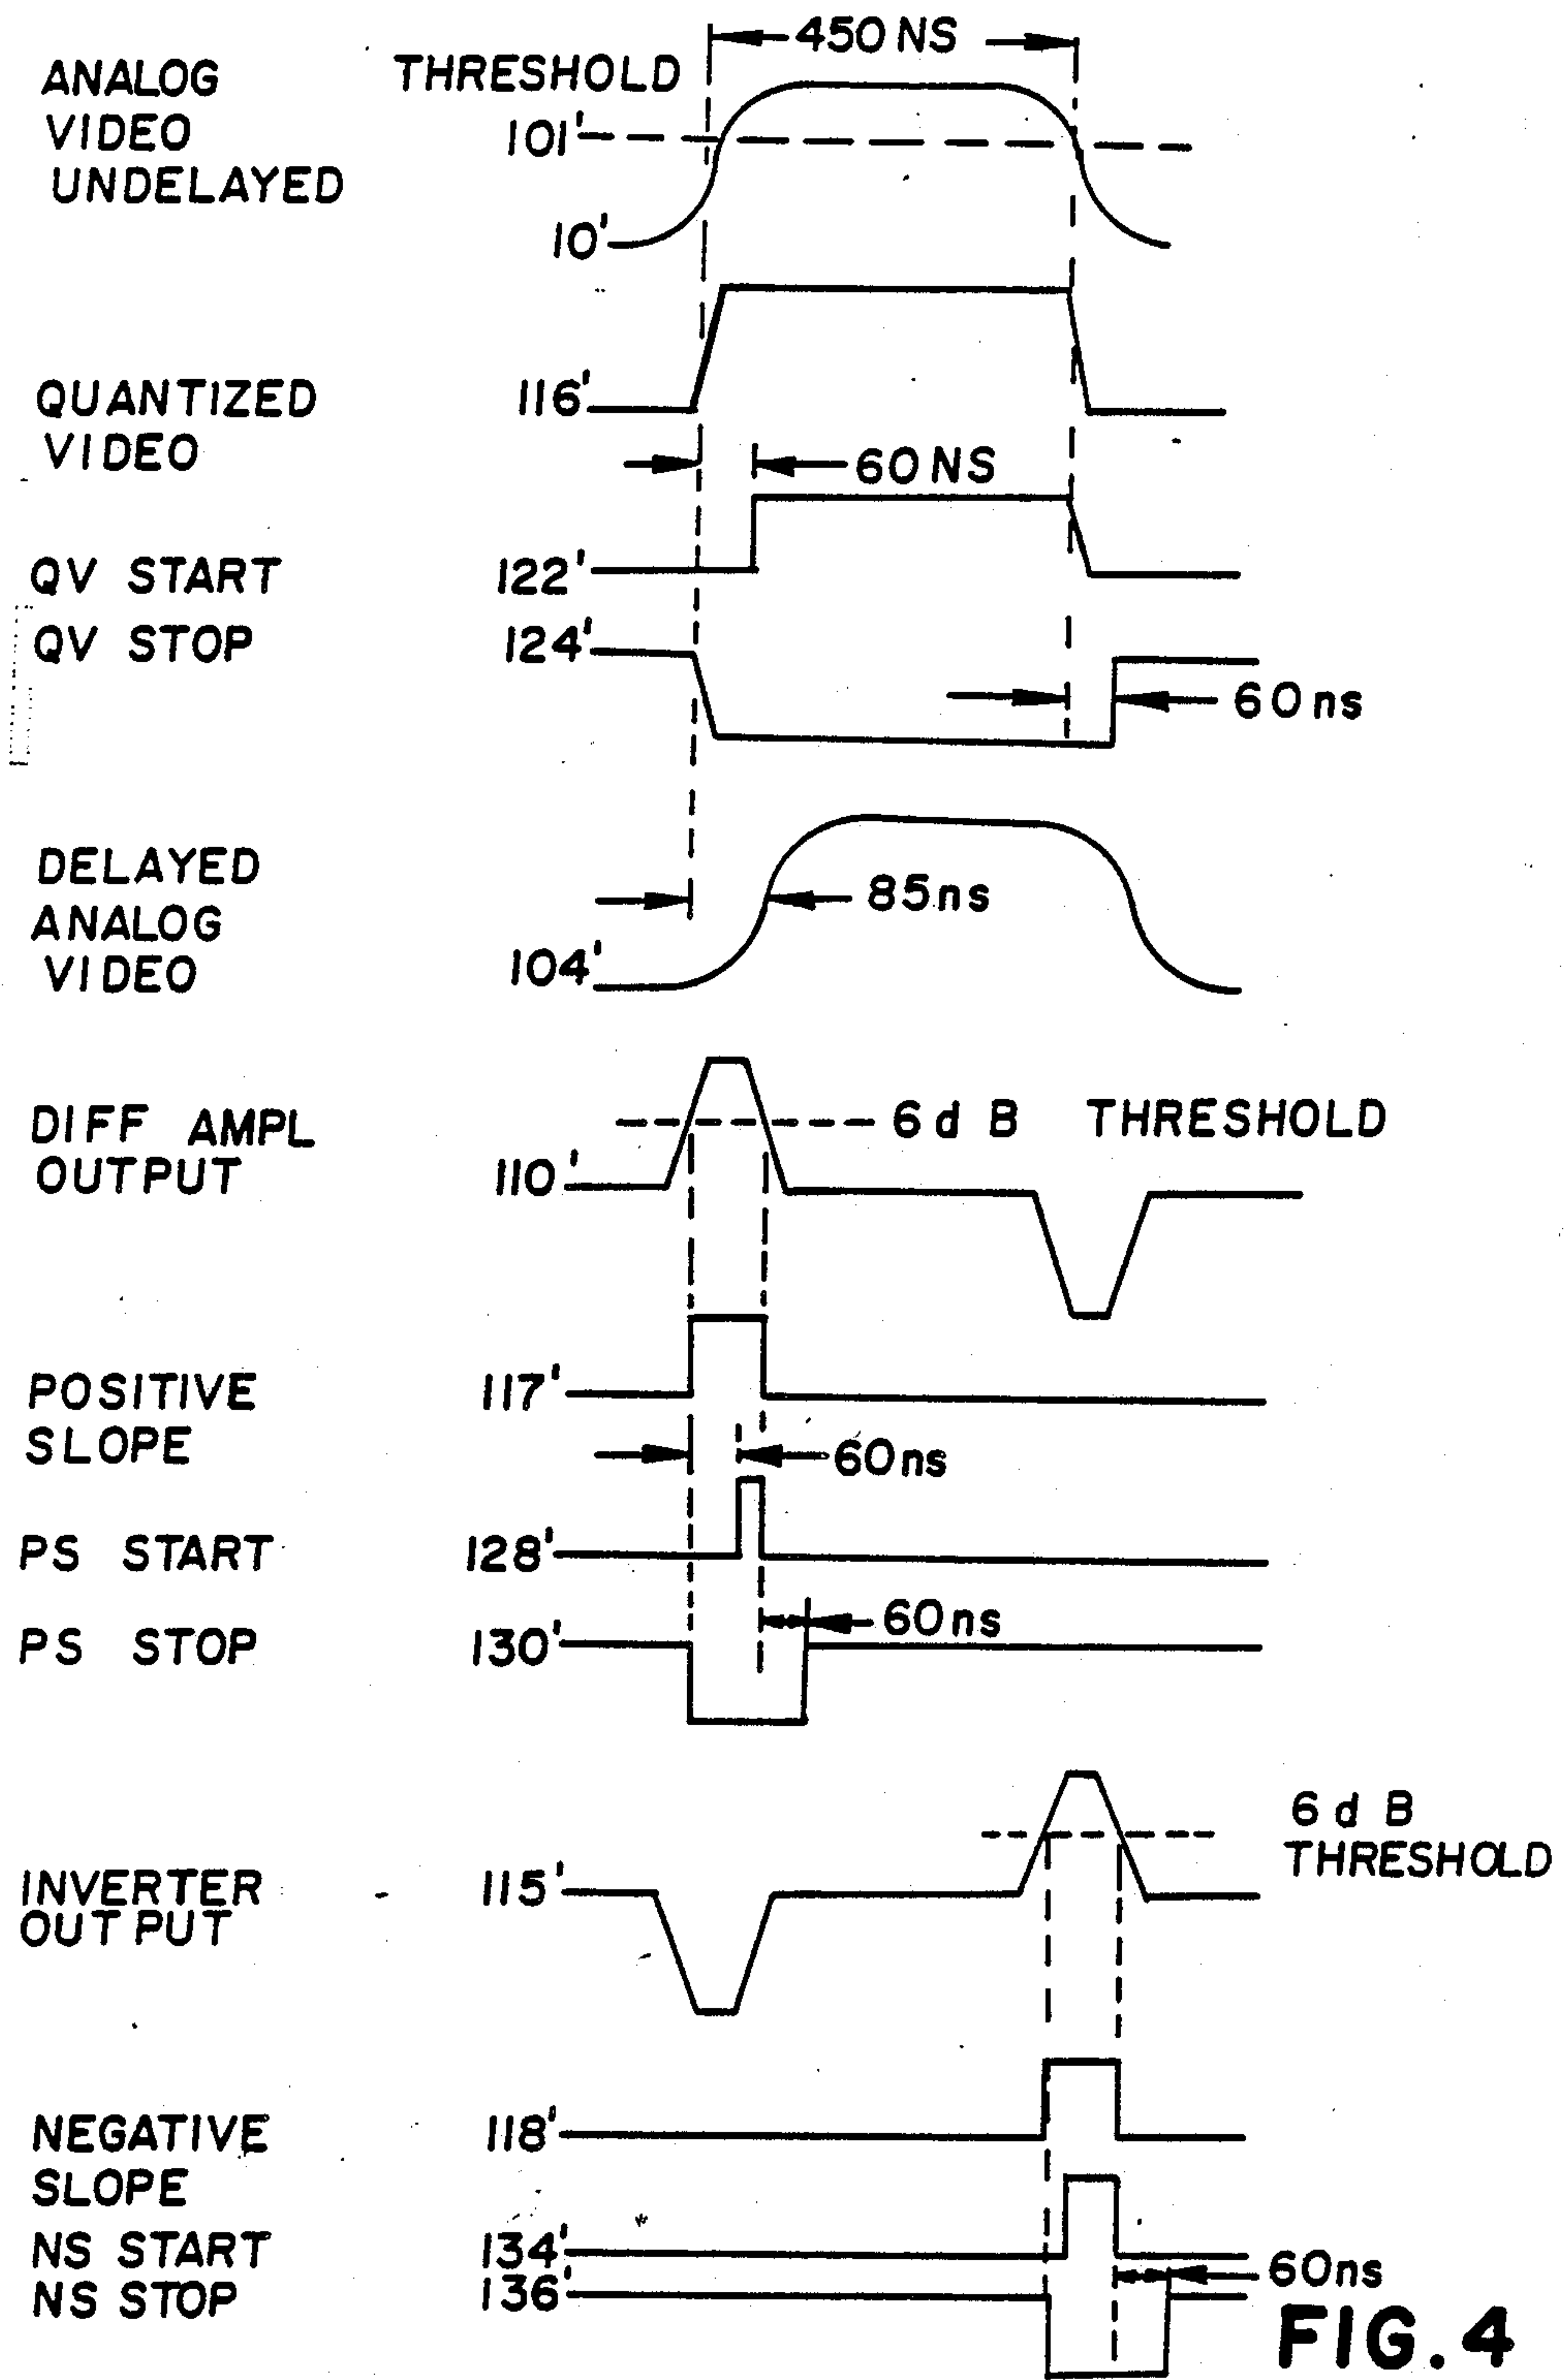 450 NS
ANALOG
VIDEO
UNDELAYED
THRESHOLD
101'
10'
QUANTIZED
VIDEO
116'
60 NS
QV START
122'
QV STOP
124'
60 ns
DELAYED
ANALOG
VIDEO
85 ns
104'
DIFF AMPL
OUTPUT
6 d B THRESHOLD
110'
POSITIVE
SLOPE
117'
60 ns
PS START
128'
PS STOP
130'
60 ns
INVERTER
OUTPUT
115'
6 d B
THRESHOLD
NEGATIVE
SLOPE
118'
NS START
134'
NS STOP
136'
60 ns
FIG. 4